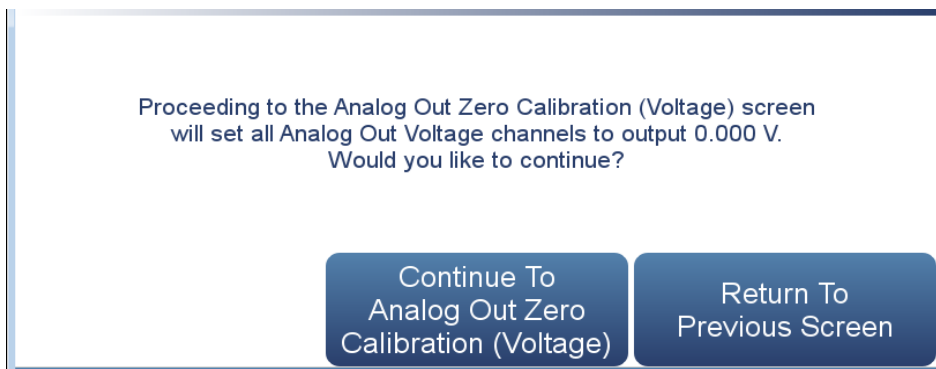 Proceeding to the Analog Out Zero Calibration (Voltage) screen
will set all Analog Out Voltage channels to output 0.000 V.
Would you like to continue?
Continue To
Analog Out Zero
Calibration (Voltage)
Return To
Previous Screen